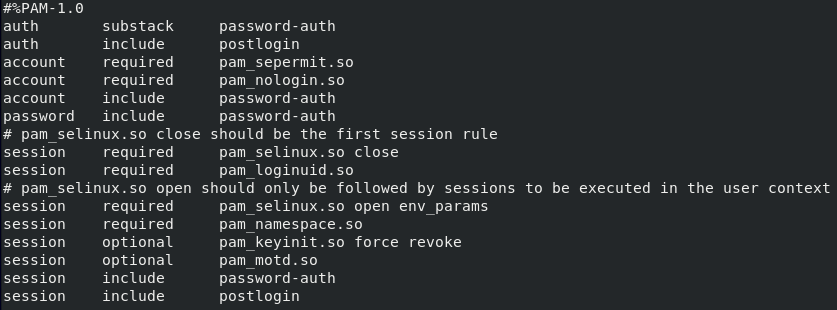 #%PAM-1.0
auth       substack     password-auth
auth       include      postlogin
account    required     pam_sepermit.so
account    required     pam_nologin.so
account    include      password-auth
password   include      password-auth
# pam_selinux.so close should be the first session rule
session    required     pam_selinux.so close
session    required     pam_loginuid.so
# pam_selinux.so open should only be followed by sessions to be executed in the user context
session    required     pam_selinux.so open env_params
session    required     pam_namespace.so
session    optional     pam_keyinit.so force revoke
session    optional     pam_motd.so
session    include      password-auth
session    include      postlogin